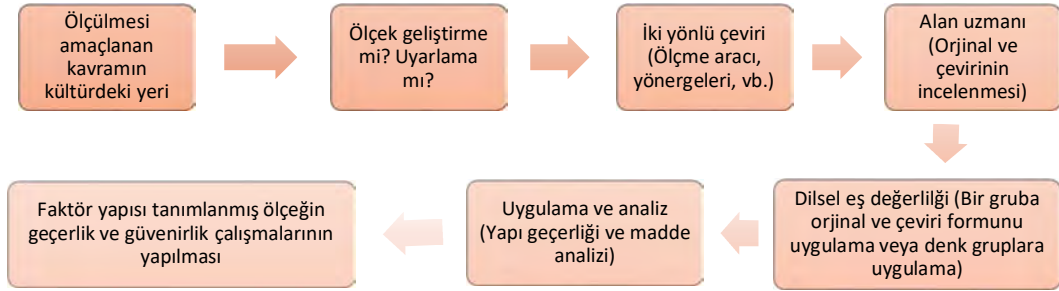 Ölçülmesi
amaçlanan
kavramın
kültürdeki yeri
Ölçek geliştirme
mi? Uyarlama
mı?
İki yönlü çeviri
(Ölçme aracı,
yönergeleri, vb.)
Alan uzmanı
(Orjinal ve
çevirinin
incelenmesi)
Dilsel eş değerlilği (Bir gruba
orjinal ve çeviri formunu
uygulama veya denk gruplara
uygulama)
Uygulama ve analiz
(Yapı geçerliği ve madde
analizi)
Faktör yapısı tanımlanmış ölçeğin
geçerlik ve güvenirlik çalışmalarının
yapılması